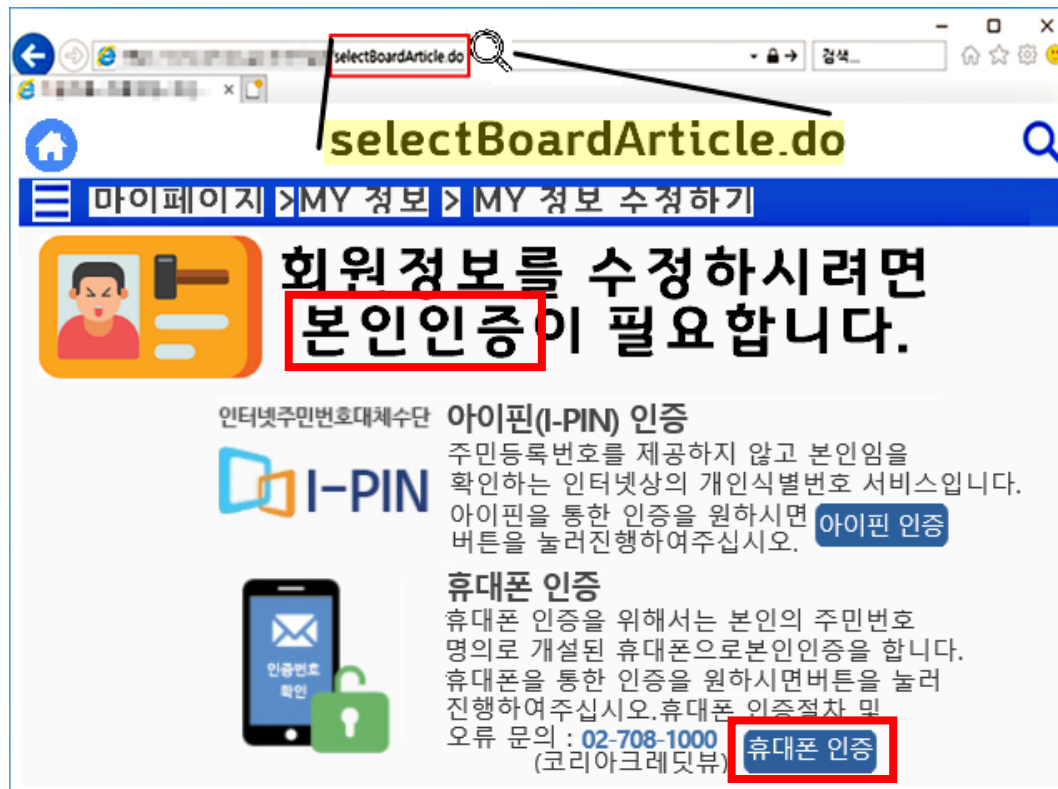 /selectBoardArticle.do
검색...
selectBoardArticle.do
마이페이지 >MY 정보 > MY 정보 수정하기
회원정보를 수정하시려면
본인인증이 필요합니다.
인터넷주민번호대체수단
I-PIN
아이핀(I-PIN) 인증
주민등록번호를 제공하지 않고 본인임을
확인하는 인터넷상의 개인식별번호 서비스입니다.
아이핀을 통한 인증을 원하시면
버튼을 눌러진행하여주십시오.
아이핀 인증
인증번호
확인
휴대폰 인증
휴대폰 인증을 위해서는 본인의 주민번호
명의로 개설된 휴대폰으로본인인증을 합니다.
휴대폰을 통한 인증을 원하시면버튼을 눌러
진행하여주십시오.휴대폰 인증절차 및
오류 문의 : 02-708-1000
(코리아크레딧뷰)
휴대폰 인증